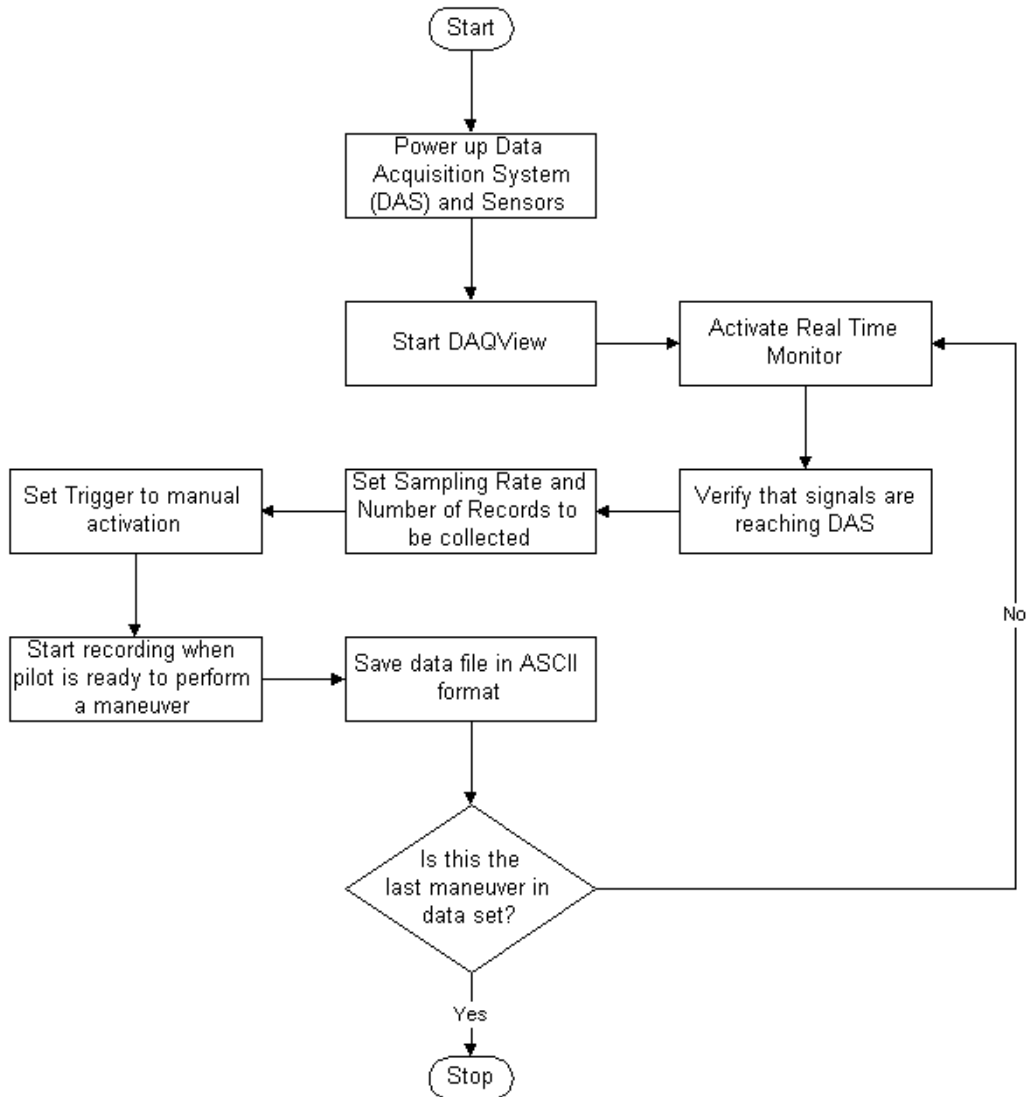 Start
Power up Data
Acquisition System
(DAS) and Sensors
Start DAQView
Activate Real Time
Monitor
Verify that signals are
reaching DAS
Set Sampling Rate and
Number of Records to
be collected
Set Trigger to manual
activation
Start recording when
pilot is ready to perform
a maneuver
Save data file in ASCII
format
Is this the
last maneuver in
data set?
No
Yes
Stop